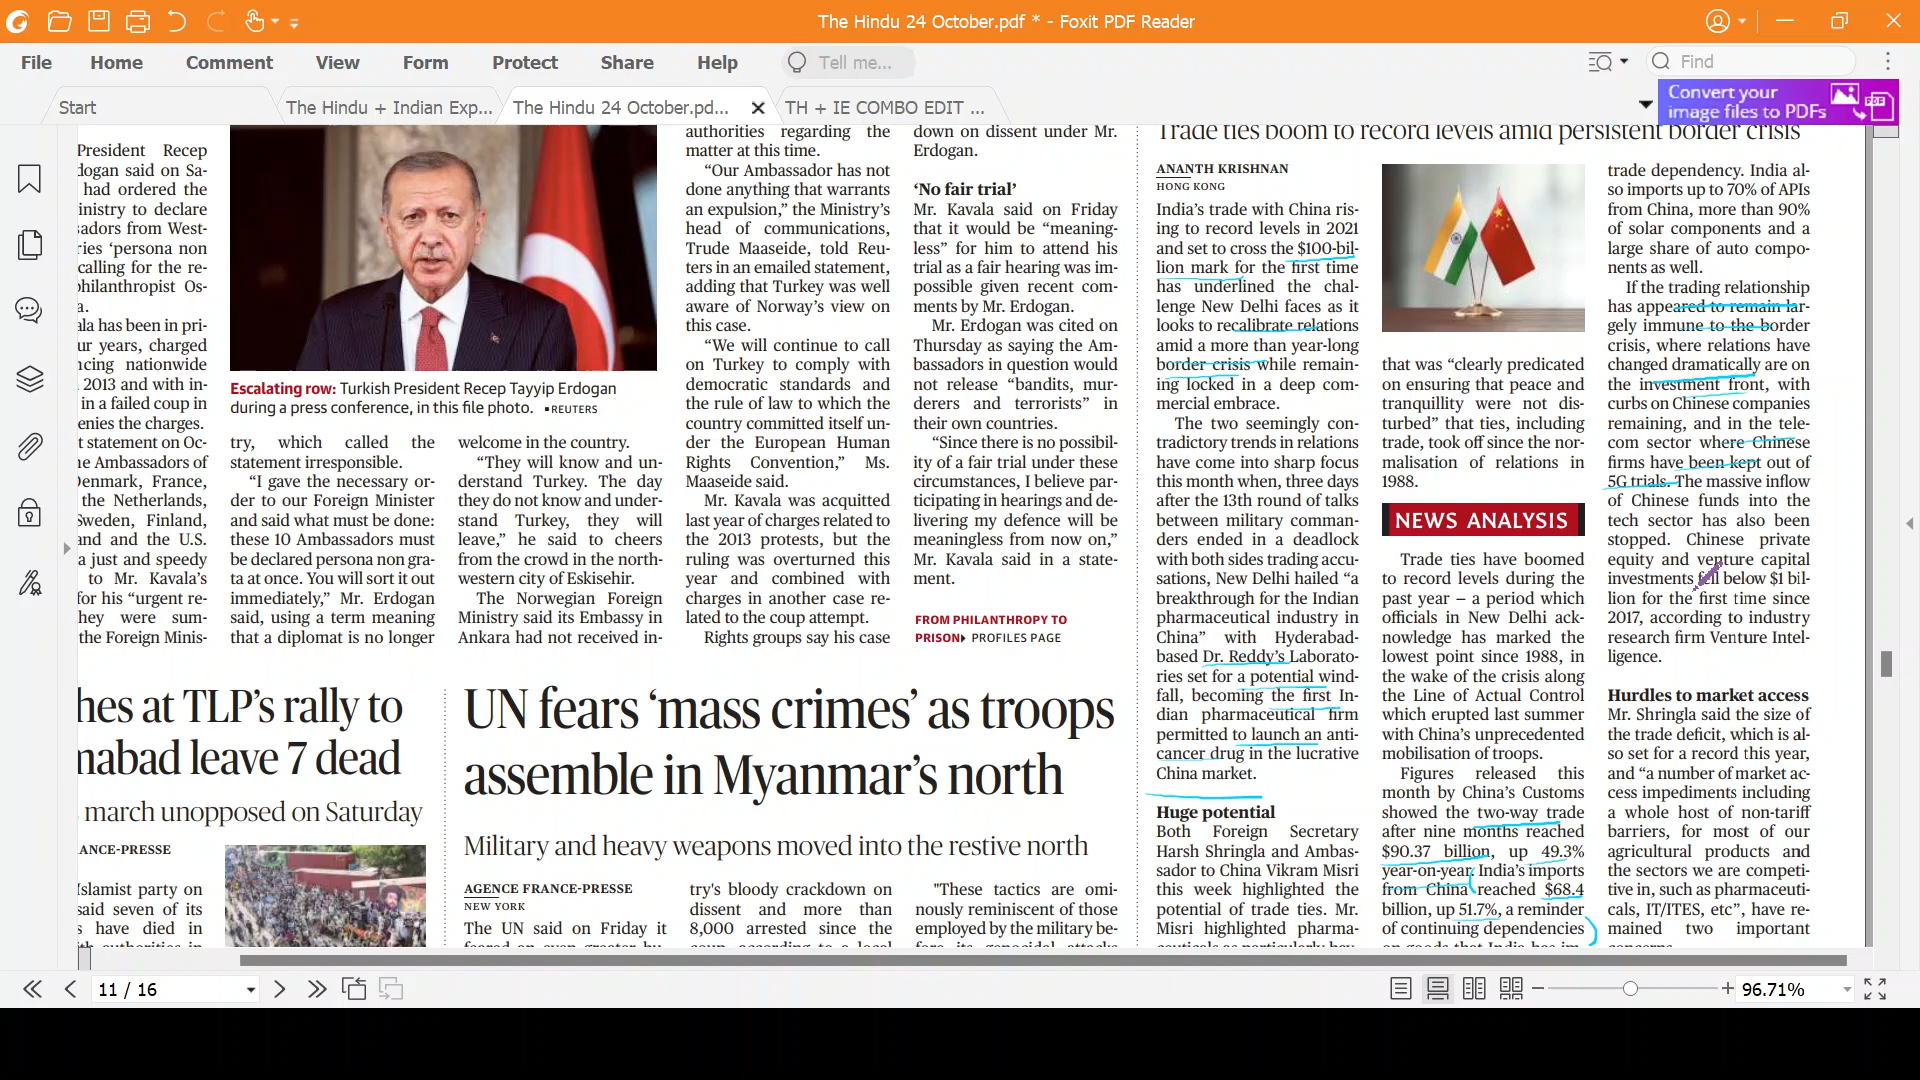 The Hindu 24 October.pdf * - Foxit PDF Reader
File Home Comment View Form Protect Share Help Tell me... Find
Start
The Hindu + Indian Exp...
The Hindu 24 October.pd...
TH + IE COMBO EDIT ...
Convert your
image files to PDFs
President Recep
dogan said on Sa-
had ordered the
inistry to declare
sadors from West-
ries ‘persona non
calling for the re-
philanthropist Os-
a.
ala has been in pri-
ur years, charged
ncing nationwide
2013 and with in-
in a failed coup in
enies the charges.
t statement on Oc-
e Ambassadors of
Denmark, France,
the Netherlands,
Sweden, Finland,
and and the U.S.
a just and speedy
to Mr. Kavala’s
for his “urgent re-
hey were sum-
the Foreign Minis-
Escalating row: Turkish President Recep Tayyip Erdogan
during a press conference, in this file photo. ▪REUTERS
try, which called the
statement irresponsible.
“I gave the necessary or-
der to our Foreign Minister
and said what must be done:
these 10 Ambassadors must
be declared persona non gra-
ta at once. You will sort it out
immediately,” Mr. Erdogan
said, using a term meaning
that a diplomat is no longer
welcome in the country.
“They will know and un-
derstand Turkey. The day
they do not know and under-
stand Turkey, they will
leave,” he said to cheers
from the crowd in the north-
western city of Eskisehir.
The Norwegian Foreign
Ministry said its Embassy in
Ankara had not received in-
authorities regarding the
matter at this time.
“Our Ambassador has not
done anything that warrants
an expulsion,” the Ministry’s
head of communications,
Trude Maaseide, told Reu-
ters in an emailed statement,
adding that Turkey was well
aware of Norway’s view on
this case.
“We will continue to call
on Turkey to comply with
democratic standards and
the rule of law to which the
country committed itself un-
der the European Human
Rights Convention,” Ms.
Maaseide said.
Mr. Kavala was acquitted
last year of charges related to
the 2013 protests, but the
ruling was overturned this
year and combined with
charges in another case re-
lated to the coup attempt.
Rights groups say his case
down on dissent under Mr.
Erdogan.
‘No fair trial’
Mr. Kavala said on Friday
that it would be “meaning-
less” for him to attend his
trial as a fair hearing was im-
possible given recent com-
ments by Mr. Erdogan.
Mr. Erdogan was cited on
Thursday as saying the Am-
bassadors in question would
not release “bandits, mur-
derers and terrorists” in
their own countries.
“Since there is no possibil-
ity of a fair trial under these
circumstances, I believe par-
ticipating in hearings and de-
livering my defence will be
meaningless from now on,”
Mr. Kavala said in a state-
ment.
FROM PHILANTHROPY TO
PRISON▸ PROFILES PAGE
hes at TLP’s rally to
mabad leave 7 dead
march unopposed on Saturday
ANCE-PRESSE
Islamist party on
said seven of its
s have died in
UN fears ‘mass crimes’ as troops
assemble in Myanmar’s north
Military and heavy weapons moved into the restive north
AGENCE FRANCE-PRESSE
NEW YORK
The UN said on Friday it
try's bloody crackdown on
dissent and more than
8,000 arrested since the
"These tactics are omi-
nously reminiscent of those
employed by the military be-
Trade ties boom to record levels amid persistent border crisis
ANANTH KRISHNAN
HONG KONG
India’s trade with China ris-
ing to record levels in 2021
and set to cross the $100-bil-
lion mark for the first time
has underlined the chal-
lenge New Delhi faces as it
looks to recalibrate relations
amid a more than year-long
border crisis while remain-
ing locked in a deep com-
mercial embrace.
The two seemingly con-
tradictory trends in relations
have come into sharp focus
this month when, three days
after the 13th round of talks
between military comman-
ders ended in a deadlock
with both sides trading accu-
sations, New Delhi hailed “a
breakthrough for the Indian
pharmaceutical industry in
China” with Hyderabad-
based Dr. Reddy’s Laborato-
ries set for a potential wind-
fall, becoming the first In-
dian pharmaceutical firm
permitted to launch an anti-
cancer drug in the lucrative
China market.
Huge potential
Both Foreign Secretary
Harsh Shringla and Ambas-
sador to China Vikram Misri
this week highlighted the
potential of trade ties. Mr.
Misri highlighted pharma-
that was “clearly predicated
on ensuring that peace and
tranquillity were not dis-
turbed” that ties, including
trade, took off since the nor-
malisation of relations in
1988.
NEWS ANALYSIS
Trade ties have boomed
to record levels during the
past year – a period which
officials in New Delhi ack-
nowledge has marked the
lowest point since 1988, in
the wake of the crisis along
the Line of Actual Control
which erupted last summer
with China’s unprecedented
mobilisation of troops.
Figures released this
month by China’s Customs
showed the two-way trade
after nine months reached
$90.37 billion, up 49.3%
year-on-year. India’s imports
from China reached $68.4
billion, up 51.7%, a reminder
of continuing dependencies
trade dependency. India al-
so imports up to 70% of APIs
from China, more than 90%
of solar components and a
large share of auto compo-
nents as well.
If the trading relationship
has appeared to remain lar-
gely immune to the border
crisis, where relations have
changed dramatically are on
the investment front, with
curbs on Chinese companies
remaining, and in the tele-
com sector where Chinese
firms have been kept out of
5G trials. The massive inflow
of Chinese funds into the
tech sector has also been
stopped. Chinese private
equity and venture capital
investments below $1 bil-
lion for the first time since
2017, according to industry
research firm Venture Intel-
ligence.
Hurdles to market access
Mr. Shringla said the size of
the trade deficit, which is al-
so set for a record this year,
and “a number of market ac-
cess impediments including
a whole host of non-tariff
barriers, for most of our
agricultural products and
the sectors we are competi-
tive in, such as pharmaceuti-
cals, IT/ITES, etc”, have re-
mained two important
11 / 16
96.71%